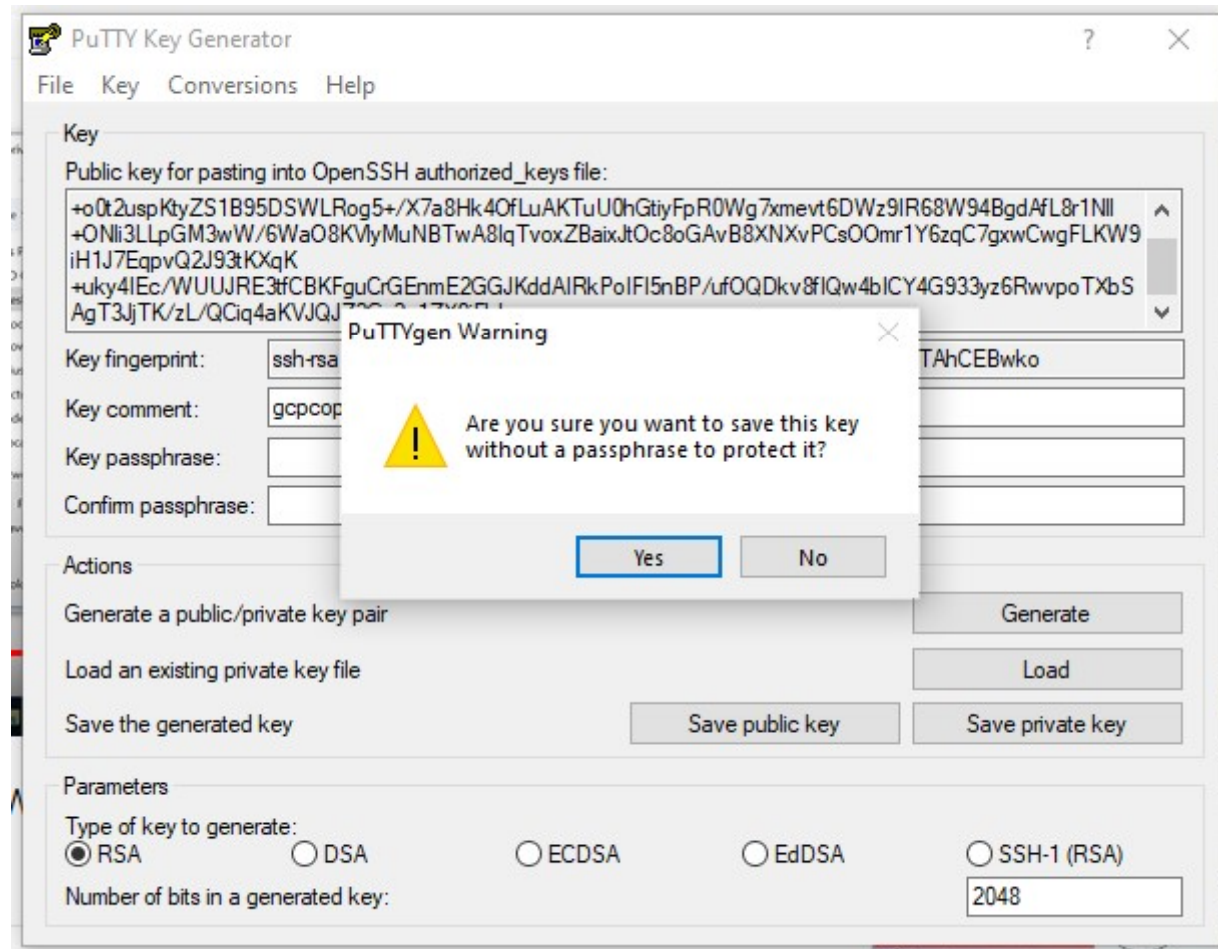 PuTTY Key Generator
File Key Conversions Help
Key
Public key for pasting into OpenSSH authorized_keys file:
+o0t2uspKtyZS1B95DSWLRog5+/X7a8Hk4OfLuAKTuU0hGtiyFpR0Wg7xmevt6DWz9lR68W94BgdAfL8r1NIl
+ONli3LLpGM3wW/6WaO8KVlyMuNBTwA8lqTvoxZBaixJtOc8oGAvB8XNXvPCsOOmr1Y6zqC7gxwCwgFLKW9
iH1J7EqpvQ2J93tKXqK
+uky4IEc/WUUJRE3tfCBKFguCrGEnmE2GGJKddAIRkPoIFI5nBP/ufOQDkv8fIQw4bICY4G933yz6RwvpoTXbS
AgT3JjTK/zL/QCiq4aKVJQJ
PuTTYgen Warning
Key fingerprint: ssh-rsa TAhCEBwko
Key comment: gcpcop
Are you sure you want to save this key
without a passphrase to protect it?
Key passphrase:
Confirm passphrase:
Yes No
Actions
Generate a public/private key pair Generate
Load an existing private key file Load
Save the generated key Save public key Save private key
Parameters
Type of key to generate:
RSA DSA ECDSA EdDSA SSH-1 (RSA)
Number of bits in a generated key: 2048